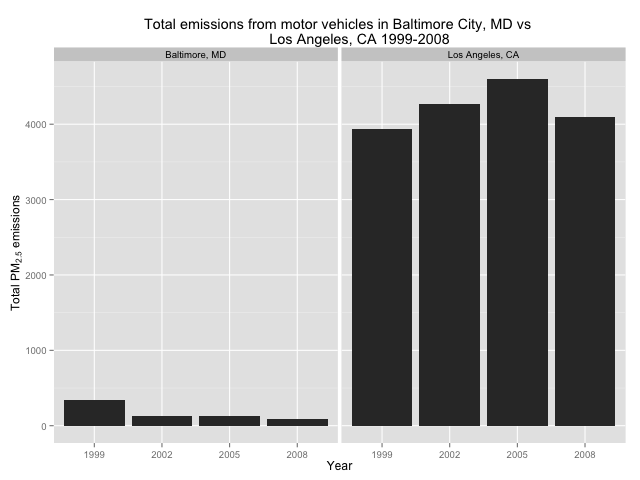 Total emissions from motor vehicles in Baltimore City, MD vs
Los Angeles, CA 1999-2008
Baltimore, MD
Los Angeles, CA
Total PM2.5 emissions
4000
3000
2000
1000
0
1999 2002 2005 2008
1999 2002 2005 2008
Year